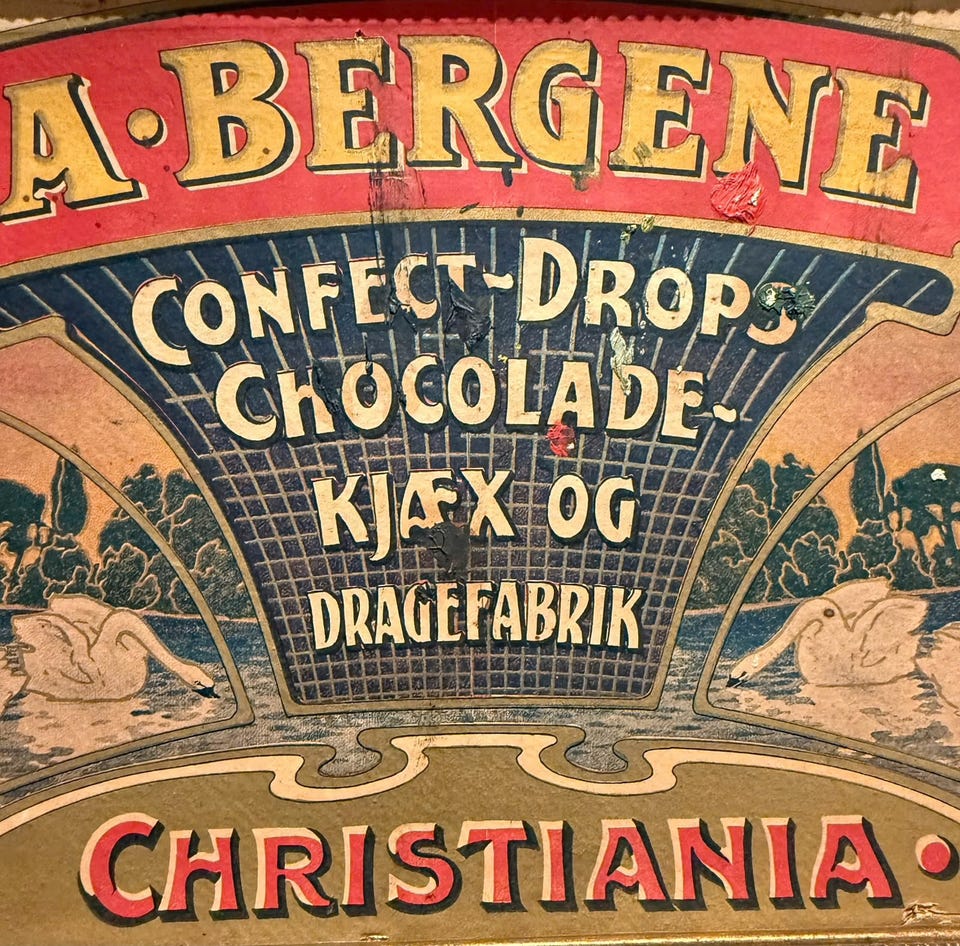 A·BERGENE
CONFECT-DROPS
CHOCOLADE-
KJÆX OG
DRAGEFABRIK
CHRISTIANIA·